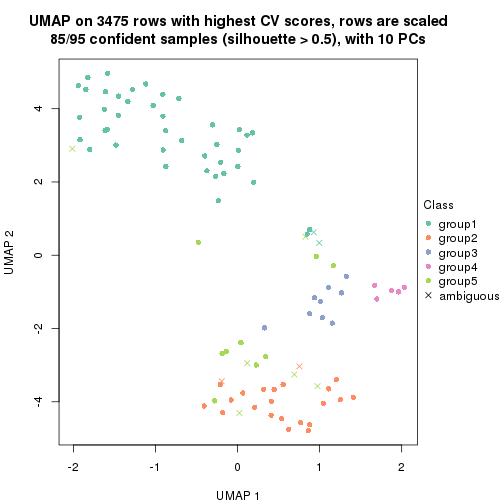 UMAP on 3475 rows with highest CV scores, rows are scaled
85/95 confident samples (silhouette > 0.5), with 10 PCs
4
2
0
-2
-4
UMAP 2
-2
-1
0
1
2
UMAP 1
Class
group1
group2
group3
group4
group5
ambiguous